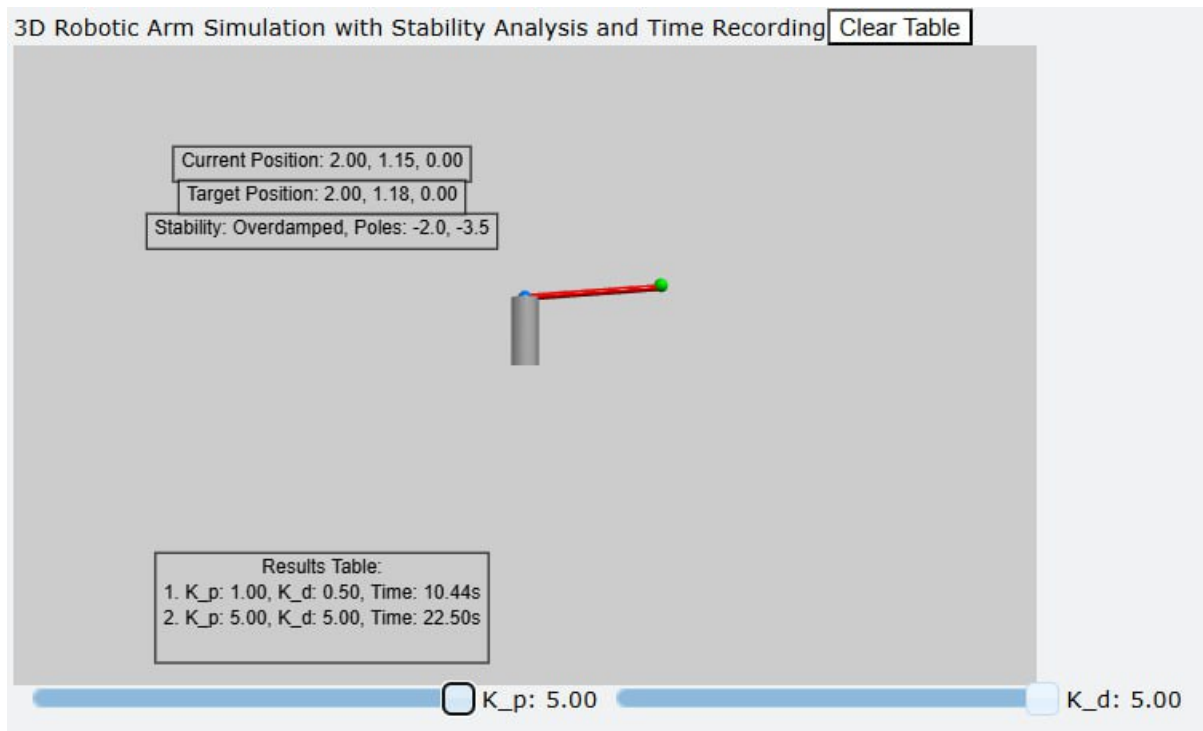 3D Robotic Arm Simulation with Stability Analysis and Time Recording Clear Table
Current Position: 2.00, 1.15, 0.00
Target Position: 2.00, 1.18, 0.00
Stability: Overdamped, Poles: -2.0, -3.5
Results Table:
1. K_p: 1.00, K_d: 0.50, Time: 10.44s
2. K_p: 5.00, K_d: 5.00, Time: 22.50s
K_p: 5.00 K_d: 5.00